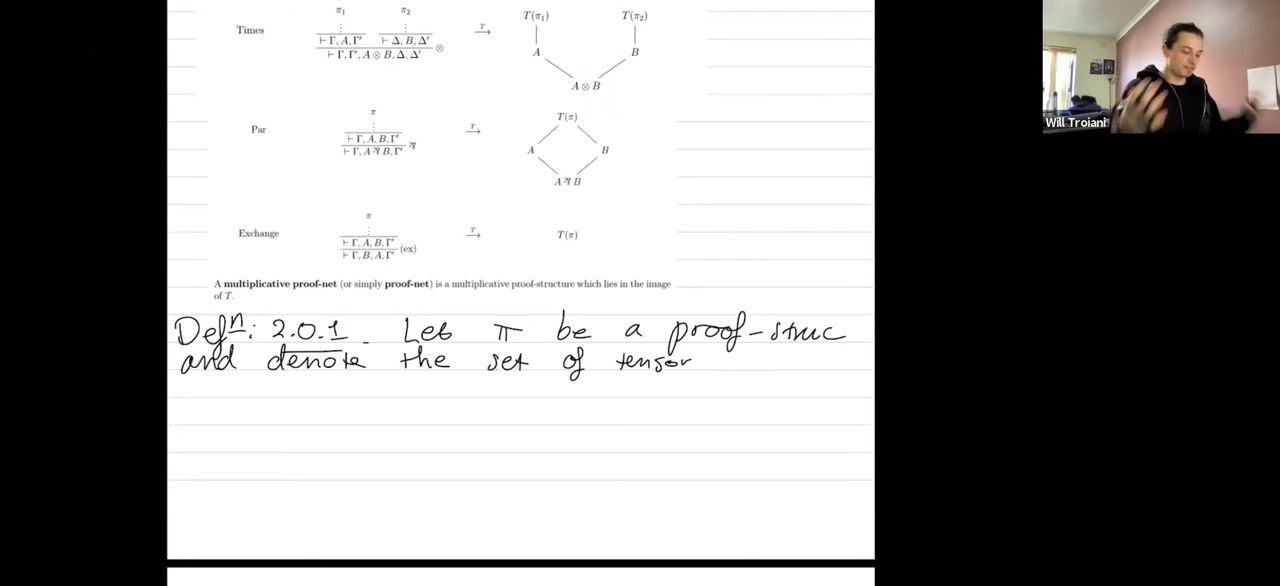 π₁ π₂
⋮ ⋮
Times ⊢ Γ, A, Γ′ ⊢ Δ, B, Δ′
⊢ Γ, Γ′, A ⊗ B, Δ, Δ′ ⊗
T
→
T(π₁) T(π₂)
A B
A ⊗ B
π
⋮
Par ⊢ Γ, A, B, Γ′
⊢ Γ, A ⅋ B, Γ′ ⅋
T
→
T(π)
A B
A ⅋ B
π
⋮
Exchange ⊢ Γ, A, B, Γ′
⊢ Γ, B, A, Γ′ (ex)
T
→
T(π)
A multiplicative proof-net (or simply proof-net) is a multiplicative proof-structure which lies in the image
of T.
Defⁿ: 2.0.1. Let π be a proof-struc
and denote the set of tensor
Will Troiani